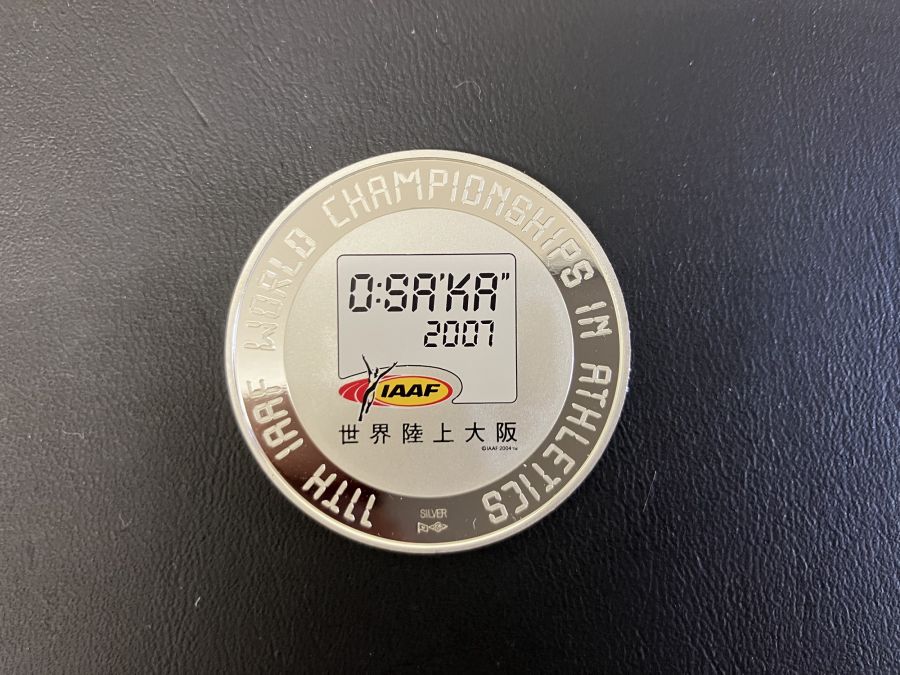 11TH IAAF WORLD CHAMPIONSHIPS IN ATHLETICS
O:SA'KA"
2007
IAAF
世界陸上大阪
©IAAF 2004
SILVER